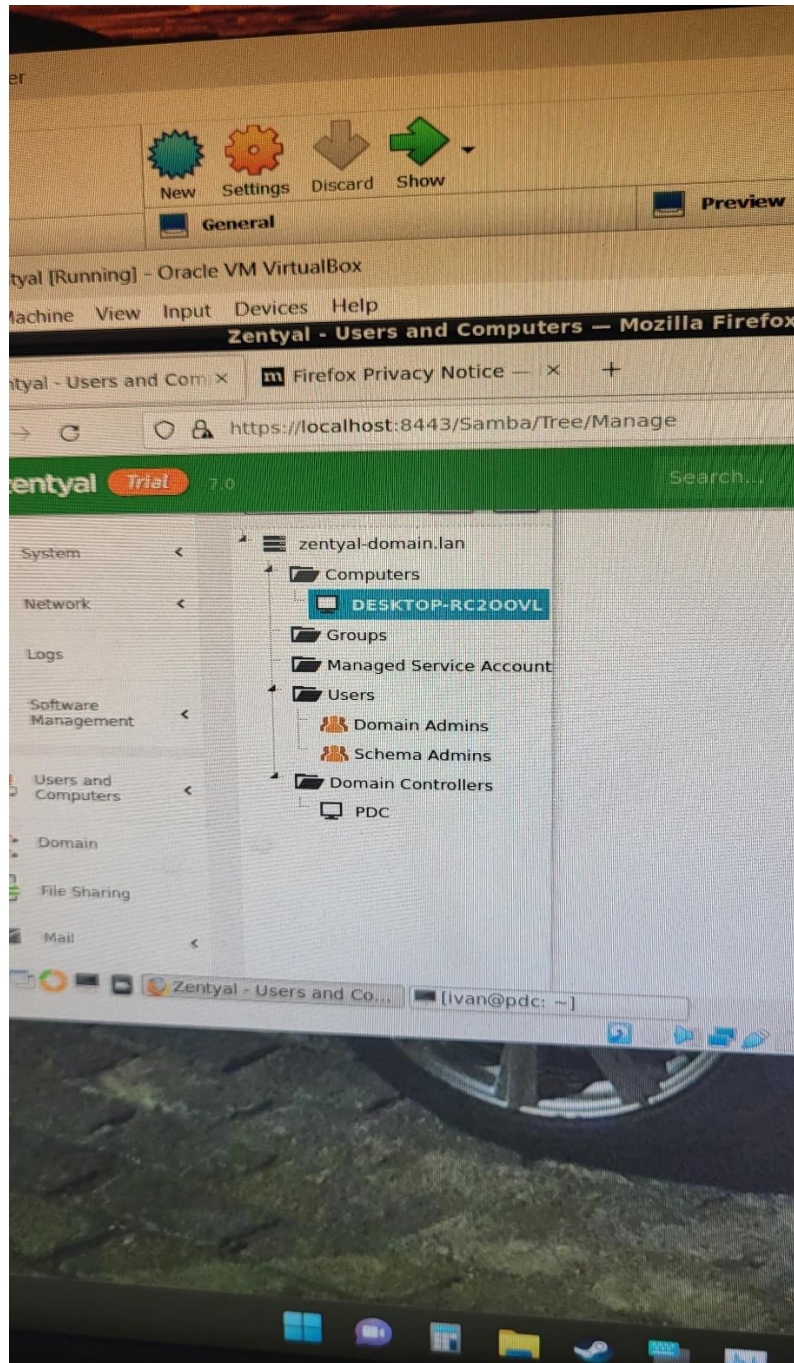 er
New Settings Discard Show
General
Preview
tyal [Running] - Oracle VM VirtualBox
Machine View Input Devices Help
Zentyal - Users and Computers — Mozilla Firefox
ntyal - Users and Com ×
m Firefox Privacy Notice — × +
https://localhost:8443/Samba/Tree/Manage
zentyal Trial 7.0
Search...
System
Network
Logs
Software
Management
Users and
Computers
Domain
File Sharing
Mail
zentyal-domain.lan
Computers
DESKTOP-RC2OOVL
Groups
Managed Service Account
Users
Domain Admins
Schema Admins
Domain Controllers
PDC
Zentyal - Users and Co...
[ivan@pdc: ~]